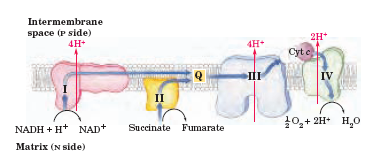 Intermembrane
space (P side)
4H+
4H+
2H+
Cyt c
Q
I
II
III
IV
NADH + H+ NAD+
Succinate Fumarate
½O₂ + 2H+ H₂O
Matrix (N side)